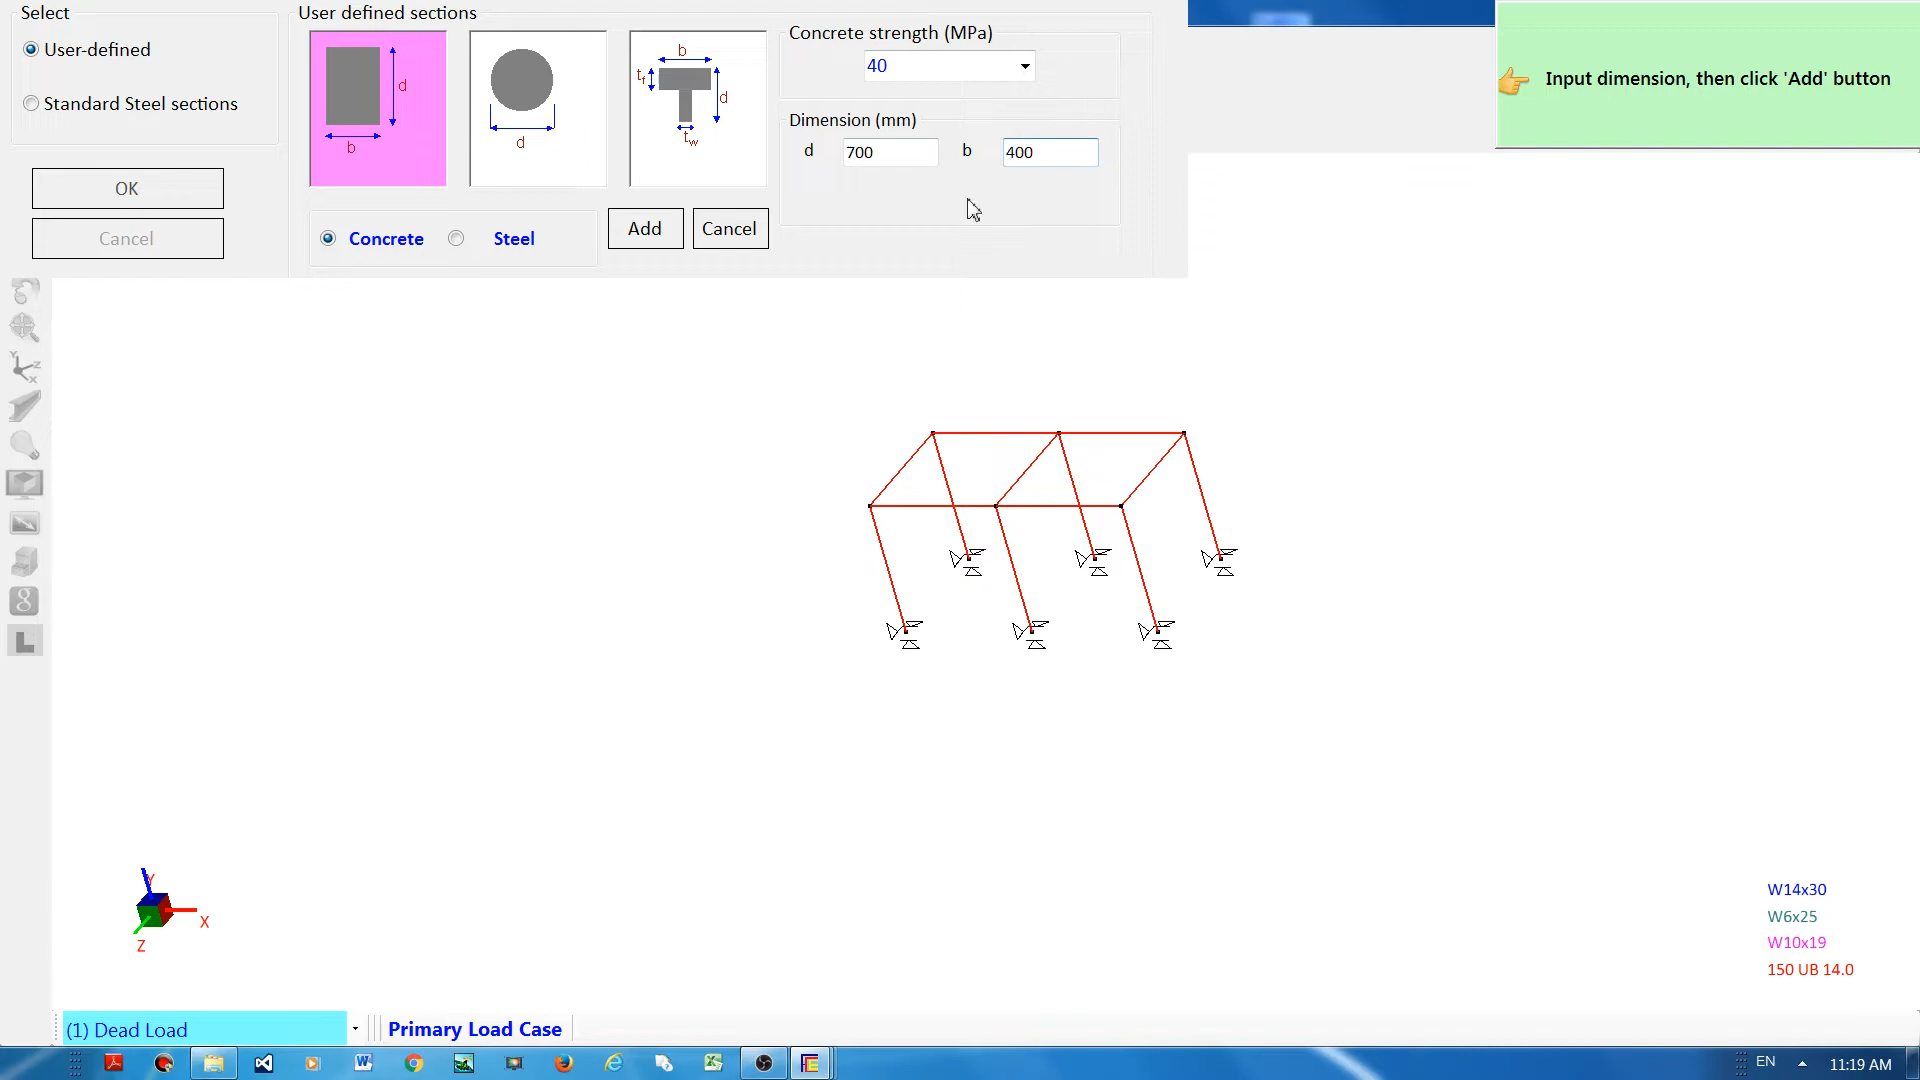 Select
User-defined
Standard Steel sections
OK
Cancel
User defined sections
d
b
d
b
tf
d
tw
Concrete
Steel
Add
Cancel
Concrete strength (MPa)
40
Dimension (mm)
d 700 b 400
Input dimension, then click 'Add' button
Y
X
Z
Y
X
Z
W14x30
W6x25
W10x19
150 UB 14.0
(1) Dead Load
Primary Load Case
EN
11:19 AM